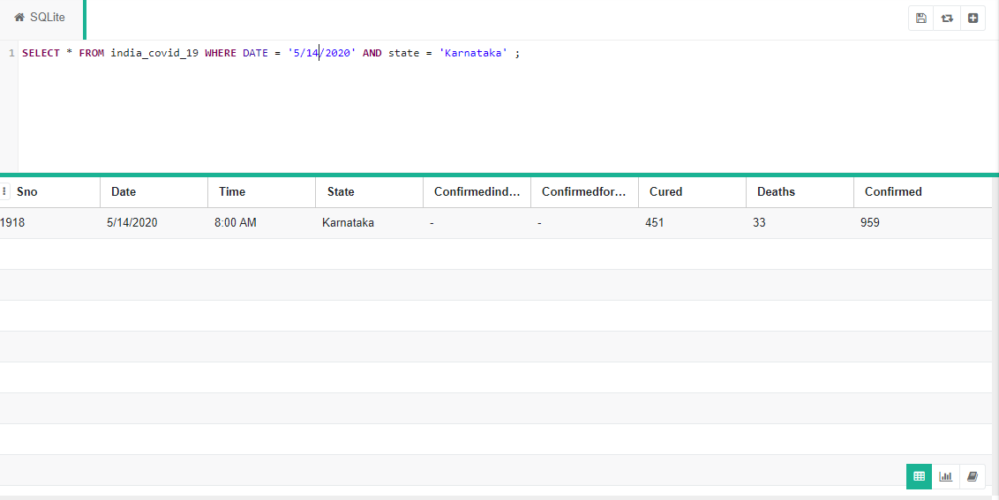 SQLite
1 SELECT * FROM india_covid_19 WHERE DATE = '5/14/2020' AND state = 'Karnataka' ;
Sno Date Time State Confirmedind... Confirmedfor... Cured Deaths Confirmed
1918 5/14/2020 8:00 AM Karnataka - - 451 33 959